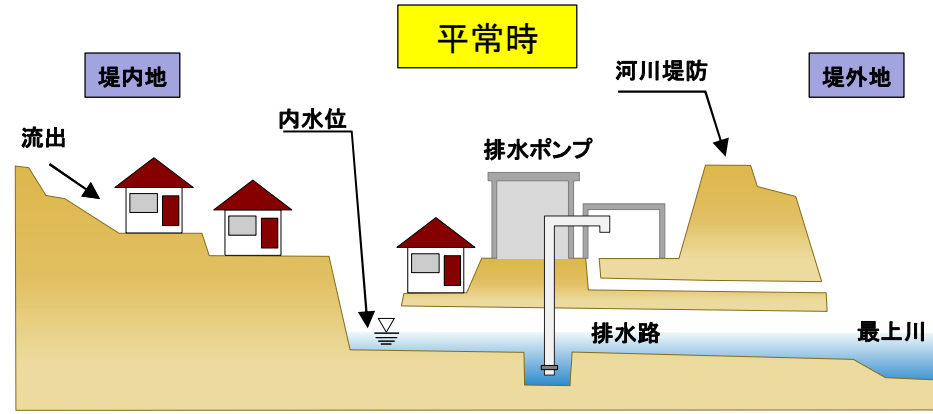 平常時
堤内地
河川堤防
堤外地
流出
内水位
排水ポンプ
排水路
最上川